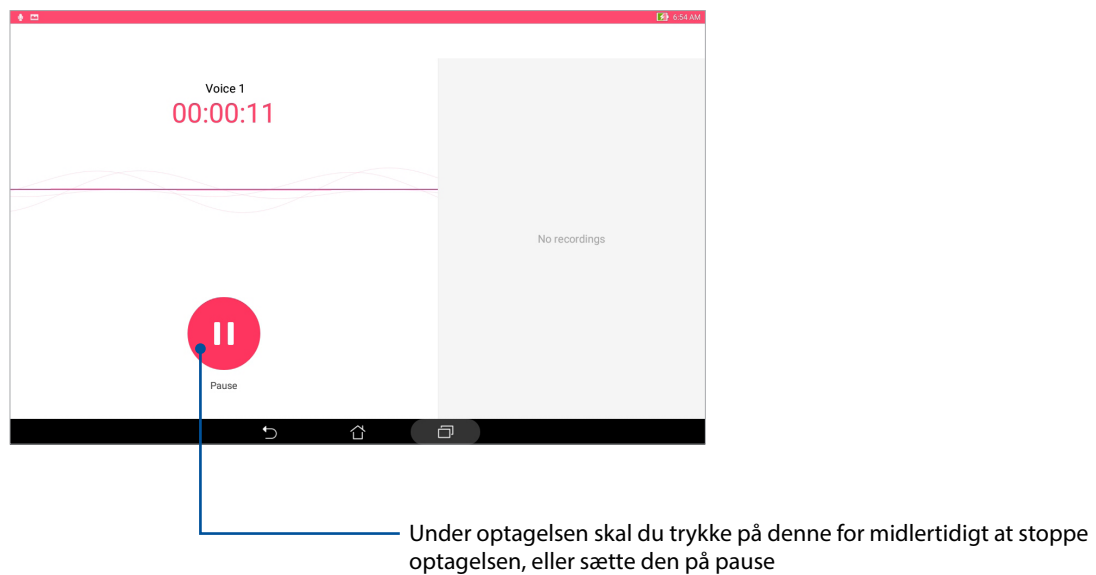 6:54 AM
Voice 1
00:00:11
No recordings
Pause
Under optagelsen skal du trykke på denne for midlertidigt at stoppe
optagelsen, eller sætte den på pause